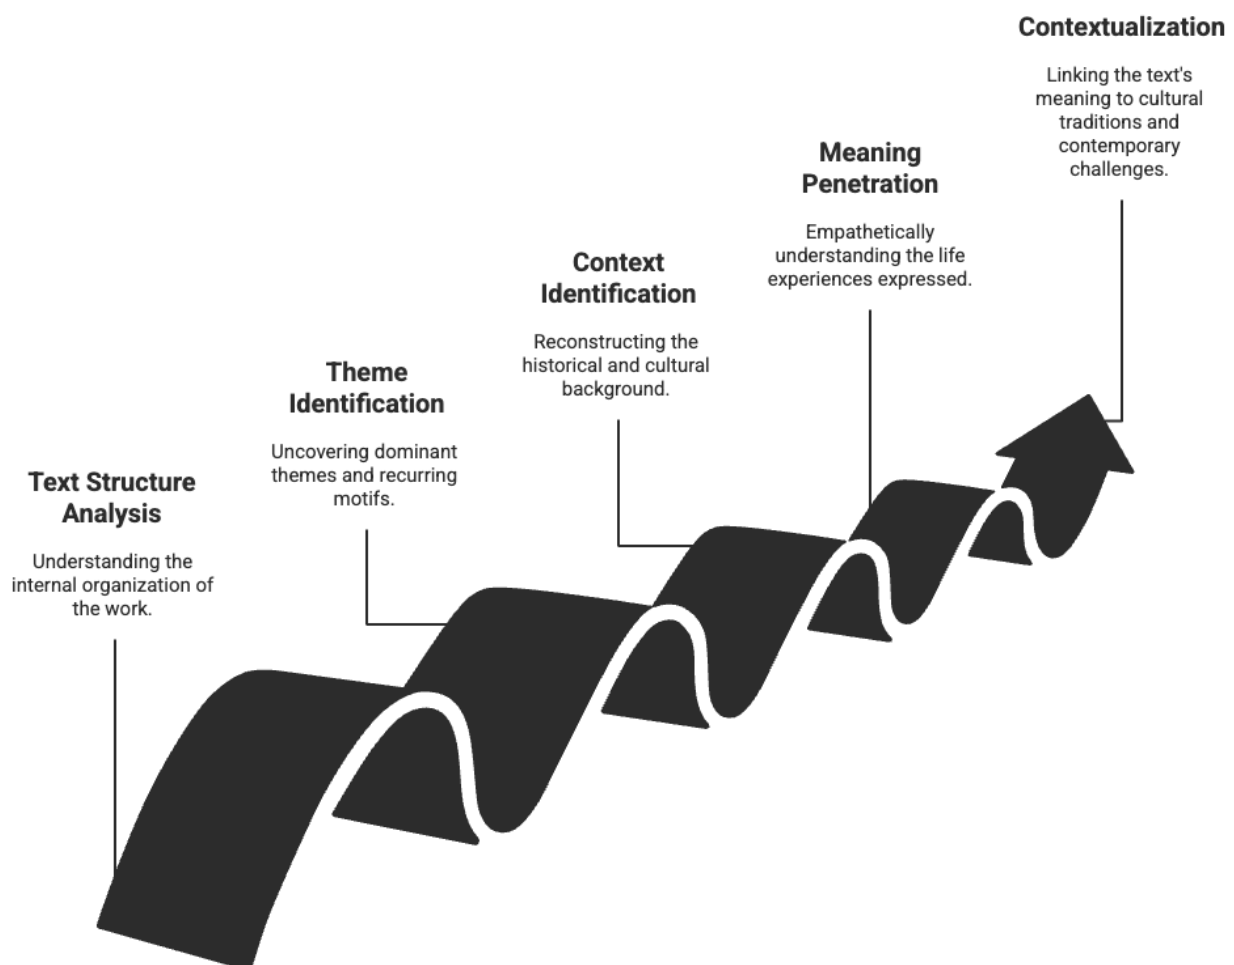 Contextualization
Linking the text's
meaning to cultural
traditions and
contemporary
challenges.
Meaning
Penetration
Empathetically
understanding the life
experiences expressed.
Context
Identification
Reconstructing the
historical and cultural
background.
Theme
Identification
Uncovering dominant
themes and recurring
motifs.
Text Structure
Analysis
Understanding the
internal organization of
the work.